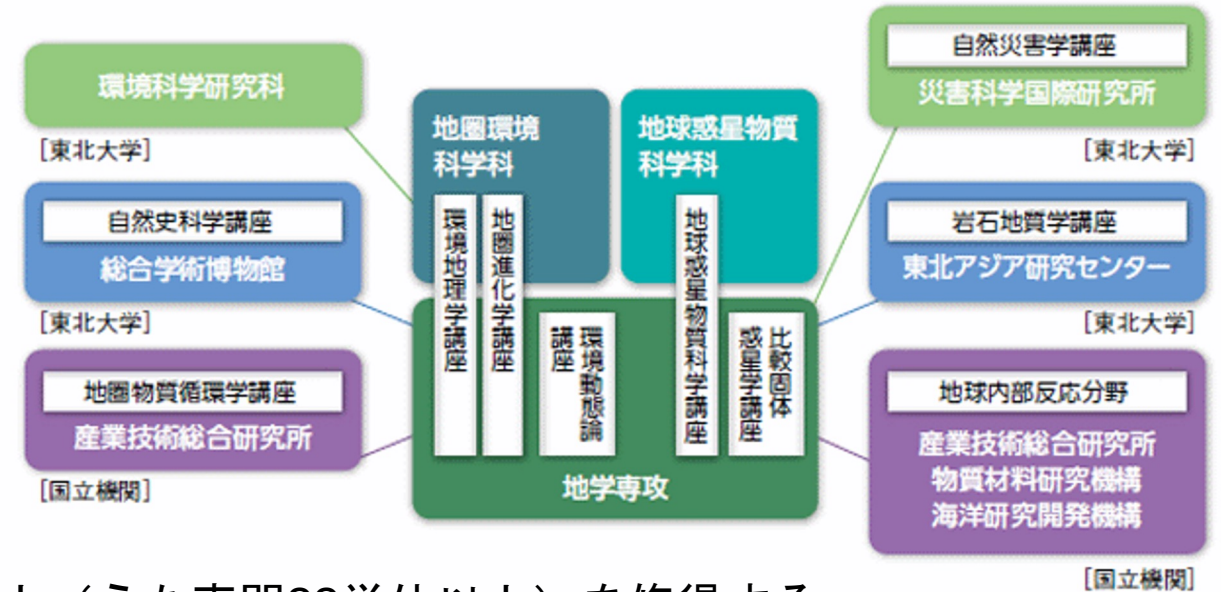 環境科学研究科
[東北大学]
自然史科学講座
総合学術博物館
[東北大学]
地圏物質循環学講座
産業技術総合研究所
[国立機関]
地圏環境
科学科
環境地理学講座
地圏進化学講座
環境動態論
講座
地球惑星物質
科学科
地球惑星物質科学講座
比較固体
惑星学講座
地学専攻
自然災害学講座
災害科学国際研究所
[東北大学]
岩石地質学講座
東北アジア研究センター
[東北大学]
地球内部反応分野
産業技術総合研究所
物質材料研究機構
海洋研究開発機構
[国立機関]
を修得する